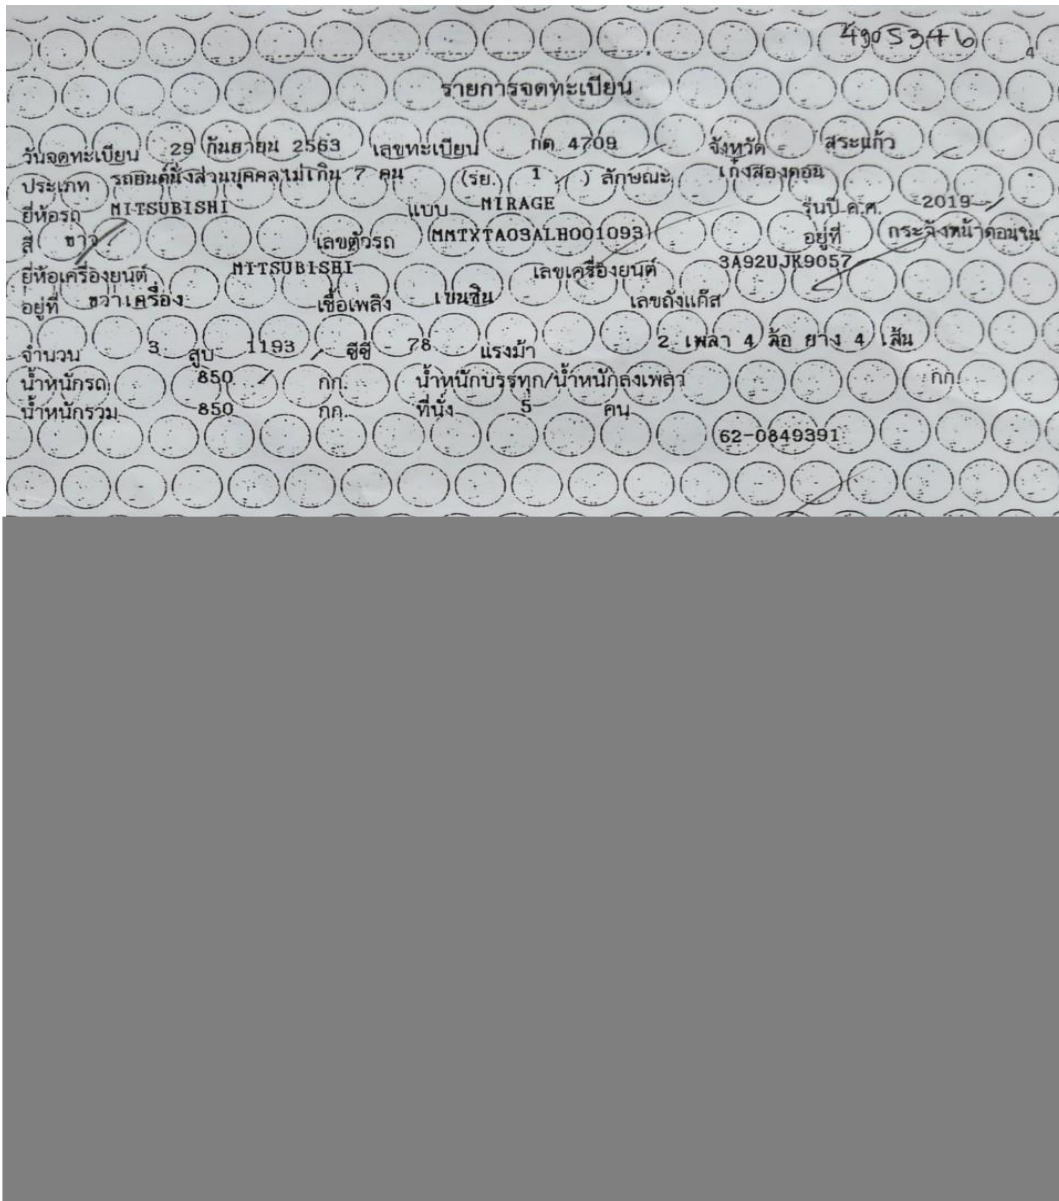 4905346
4
รายการจดทะเบียน
วันจดทะเบียน 29 กันยายน 2563 เลขทะเบียน กต 4709 จังหวัด สระแก้ว
ประเภท รถยนต์นั่งส่วนบุคคลไม่เกิน 7 คน (รย. 1 ) ลักษณะ เก๋งสองตอน
ยี่ห้อรถ MITSUBISHI แบบ MIRAGE รุ่นปี ค.ศ. 2019
สี ขาว เลขตัวรถ MMTXTA03ALH001093 อยู่ที่ กระจังหน้าตอนใน
ยี่ห้อเครื่องยนต์ MITSUBISHI เลขเครื่องยนต์ 3A92UJK9057
อยู่ที่ ขวาเครื่อง เชื้อเพลิง เบนซิน เลขถังแก๊ส
จำนวน 3 สูบ 1193 ซีซี 78 แรงม้า 2 เพลา 4 ล้อ ยาง 4 เส้น
น้ำหนักรถ 850 กก. น้ำหนักบรรทุก/น้ำหนักลงเพลา กก.
น้ำหนักรวม 850 กก. ที่นั่ง 5 คน
62-0849391